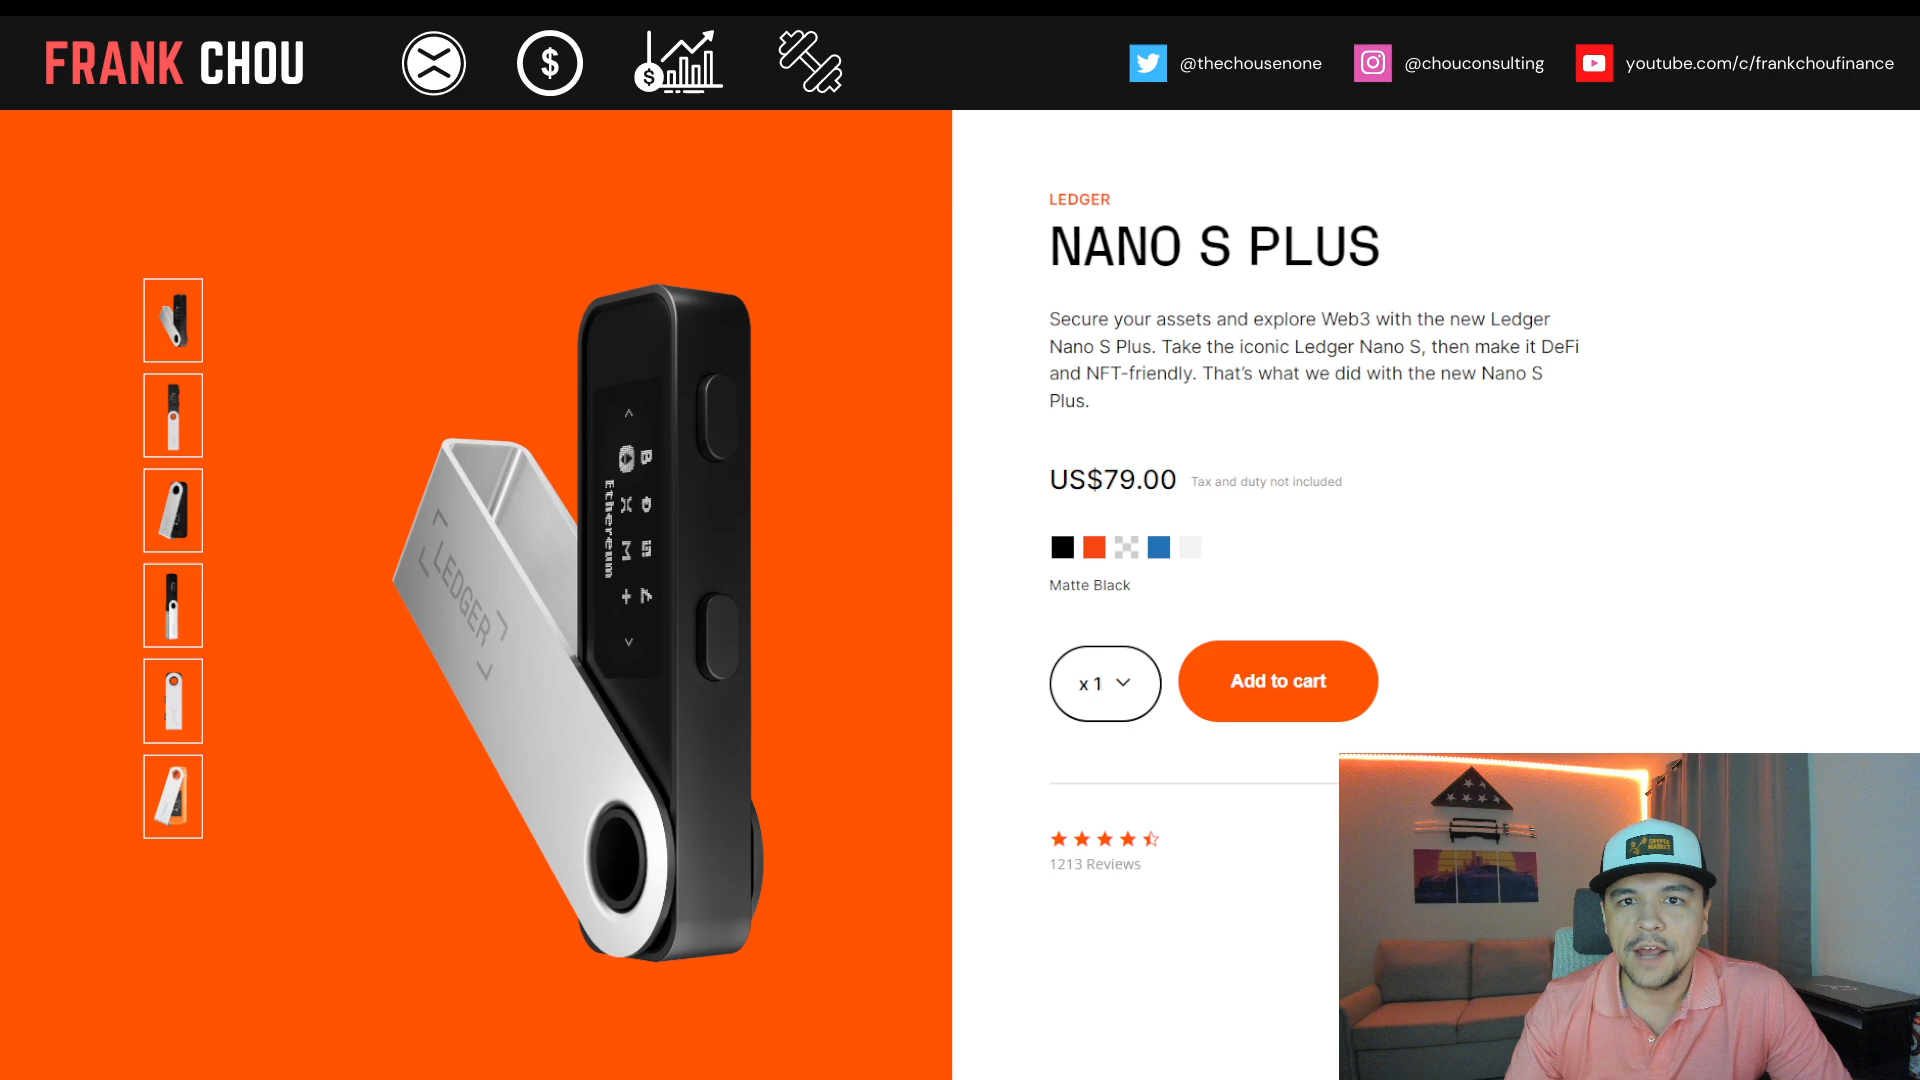 FRANK CHOU
$
$
@thechousenone
@chouconsulting
youtube.com/c/frankchoufinance
LEDGER
NANO S PLUS
Secure your assets and explore Web3 with the new Ledger
Nano S Plus. Take the iconic Ledger Nano S, then make it DeFi
and NFT-friendly. That’s what we did with the new Nano S
Plus.
US$79.00 Tax and duty not included
Matte Black
x 1
Add to cart
1213 Reviews
LEDGER
Ethereum
CRYPTO
MARKET